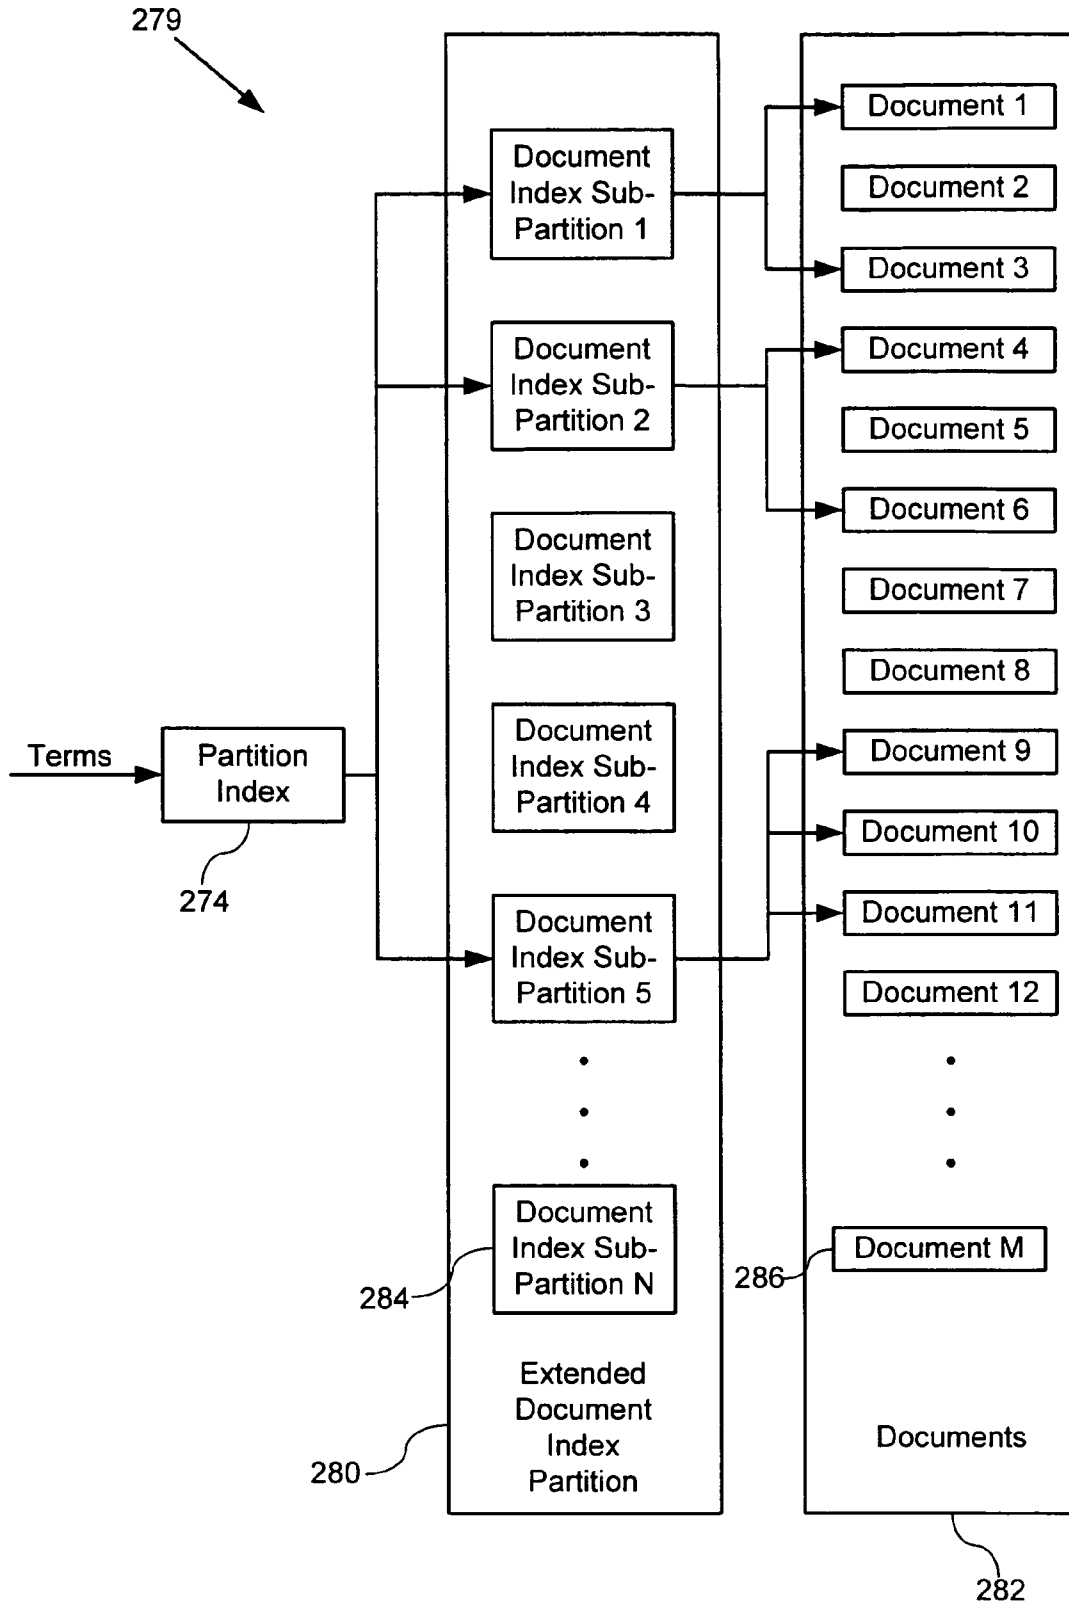 279
Terms
Partition
Index
274
Document
Index Sub-
Partition 1
Document
Index Sub-
Partition 2
Document
Index Sub-
Partition 3
Document
Index Sub-
Partition 4
Document
Index Sub-
Partition 5
Document
Index Sub-
Partition N
284
Extended
Document
Index
Partition
280
Document 1
Document 2
Document 3
Document 4
Document 5
Document 6
Document 7
Document 8
Document 9
Document 10
Document 11
Document 12
Document M
286
Documents
282